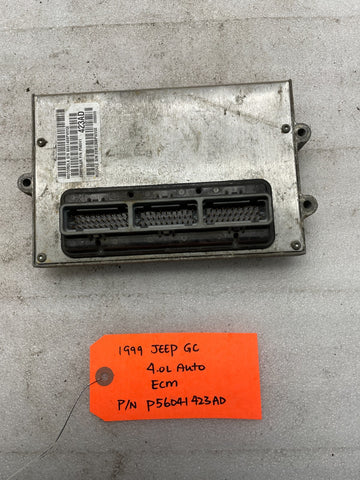 423AD
1999 JEEP GC
4.0L Auto
ECM
P/N P56041423AD